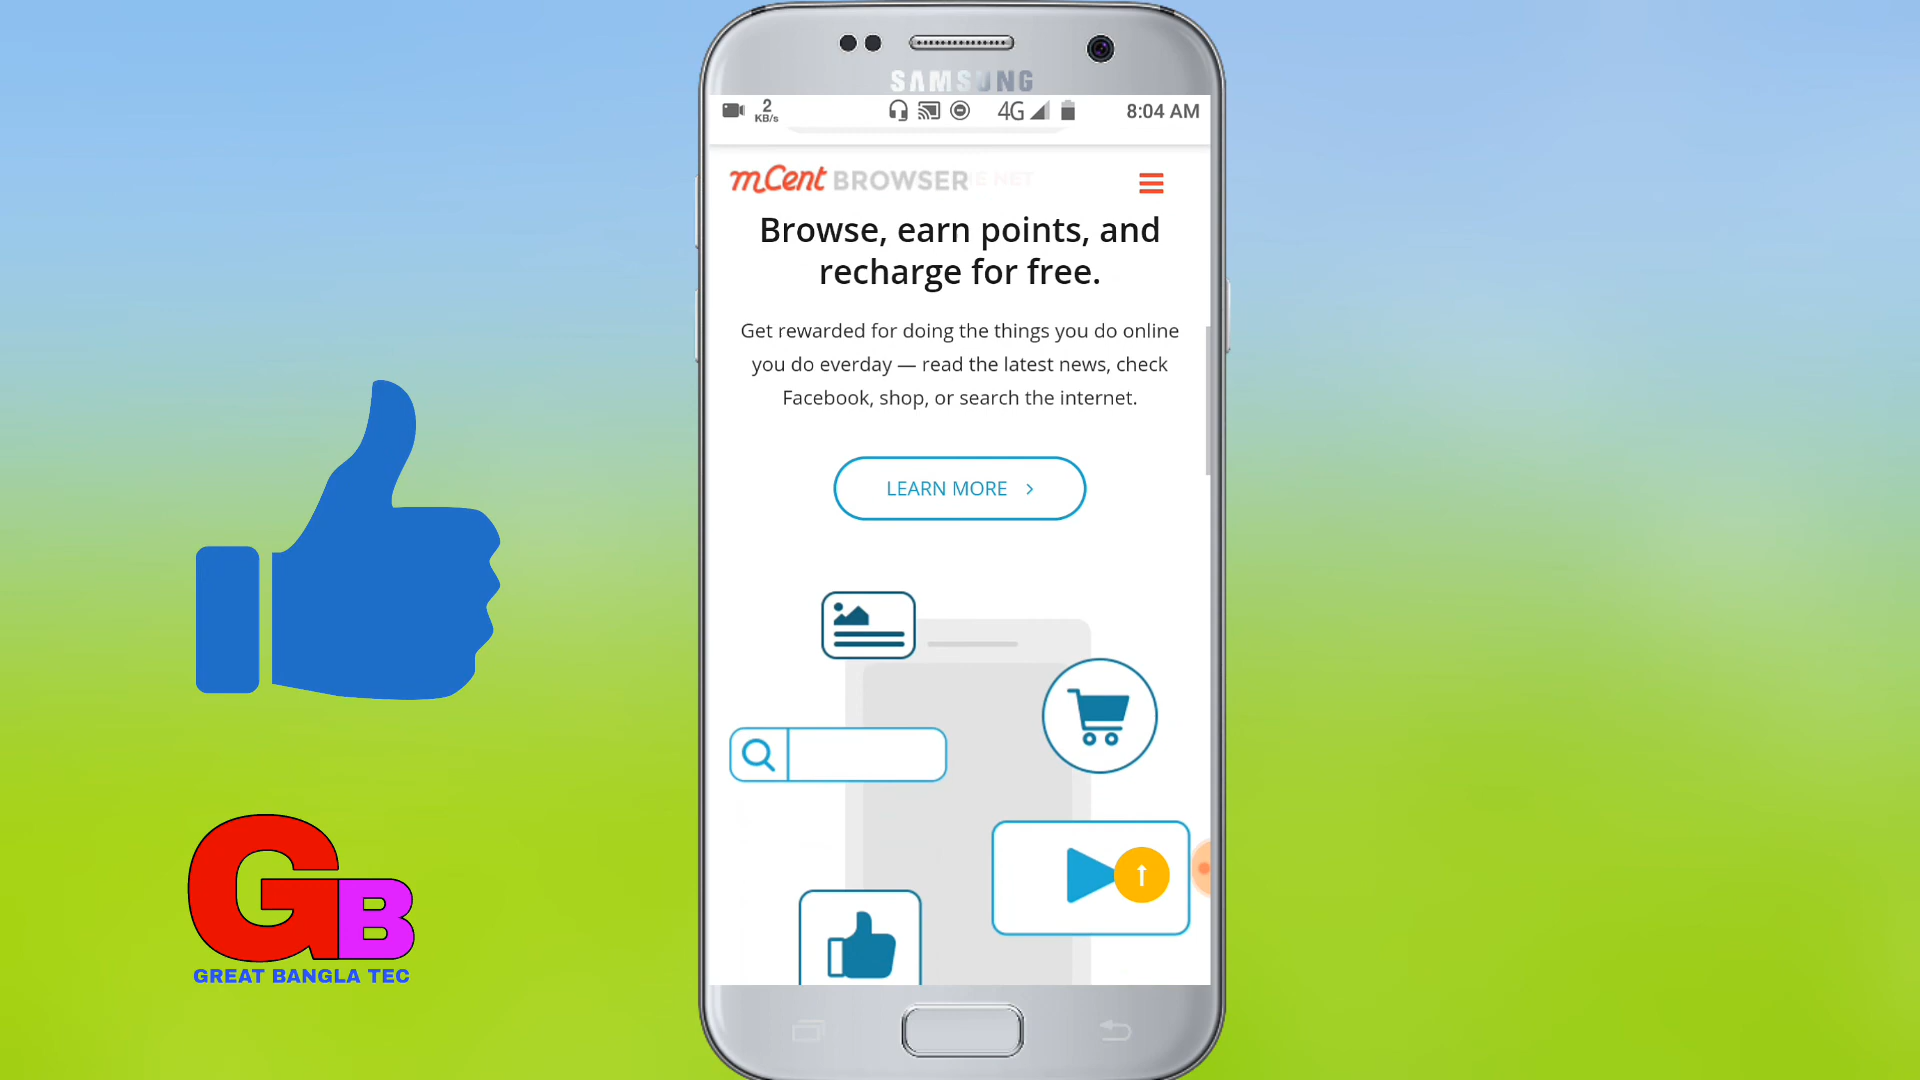 SAMSUNG
2
KB/s
4G
8:04 AM
mCent BROWSER
Browse, earn points, and
recharge for free.
Get rewarded for doing the things you do online
you do everday — read the latest news, check
Facebook, shop, or search the internet.
LEARN MORE
GB
GREAT BANGLA TEC